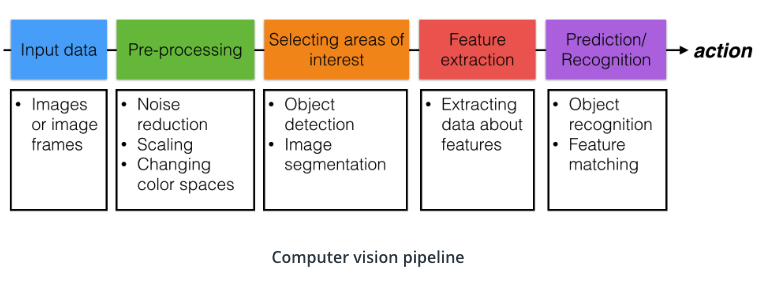 Input data
Pre-processing
Selecting areas of
interest
Feature
extraction
Prediction/
Recognition
action
• Images
or image
frames
• Noise
reduction
• Scaling
• Changing
color spaces
• Object
detection
• Image
segmentation
• Extracting
data about
features
• Object
recognition
• Feature
matching
Computer vision pipeline